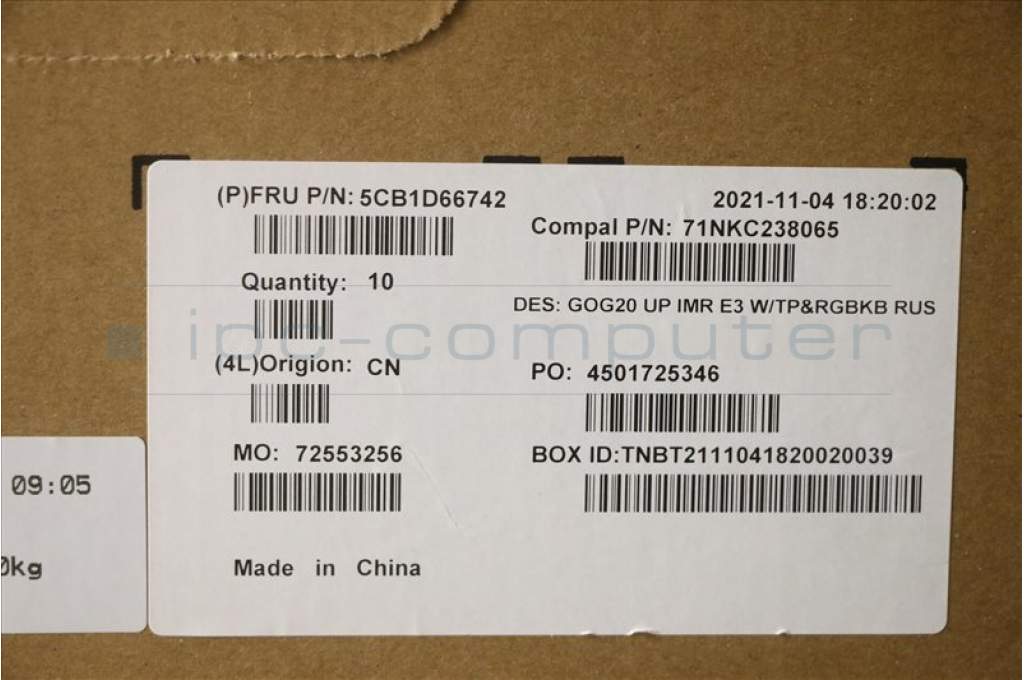 (P)FRU P/N: 5CB1D66742
2021-11-04 18:20:02
Compal P/N: 71NKC238065
Quantity: 10
DES: GOG20 UP IMR E3 W/TP&RGBKB RUS
ipc-computer
(4L)Origion: CN
PO: 4501725346
MO: 72553256
BOX ID:TNBT2111041820020039
Made in China
09:05
0kg